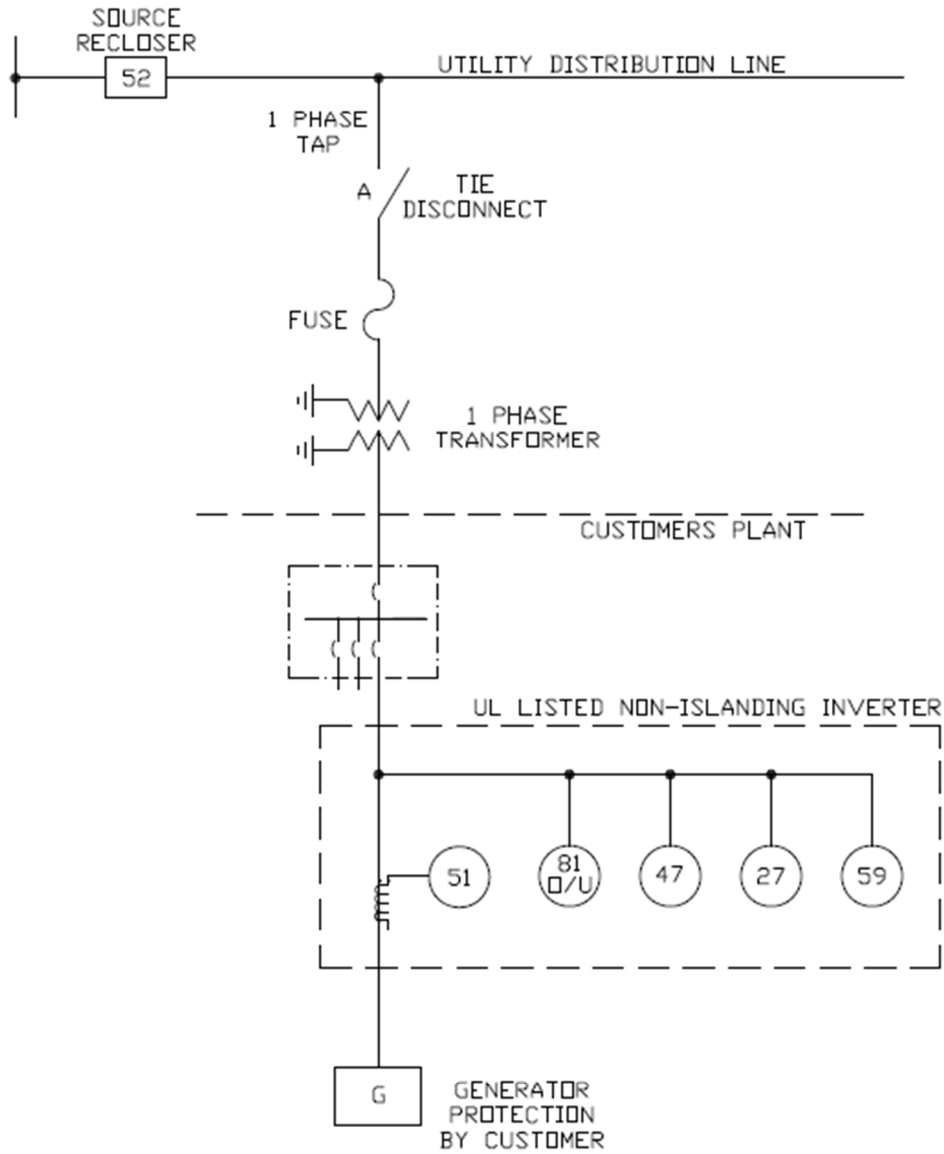 SOURCE
RECLOSER
52
UTILITY DISTRIBUTION LINE
1 PHASE
TAP
A
TIE
DISCONNECT
FUSE
1 PHASE
TRANSFORMER
CUSTOMERS PLANT
UL LISTED NON-ISLANDING INVERTER
51
81
O/U
47
27
59
G
GENERATOR
PROTECTION
BY CUSTOMER